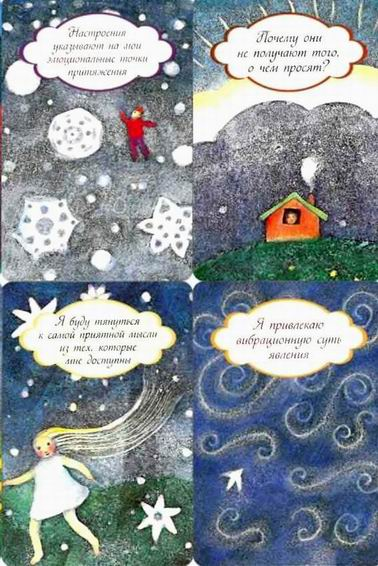 Настроения
указывают на мои
эмоциональные точки
притяжения
Почему они
не получают того,
о чем просят?
Я буду тянуться
к самой приятной мысли
из тех, которые
мне доступны
Я привлекаю
вибрационную суть
явления